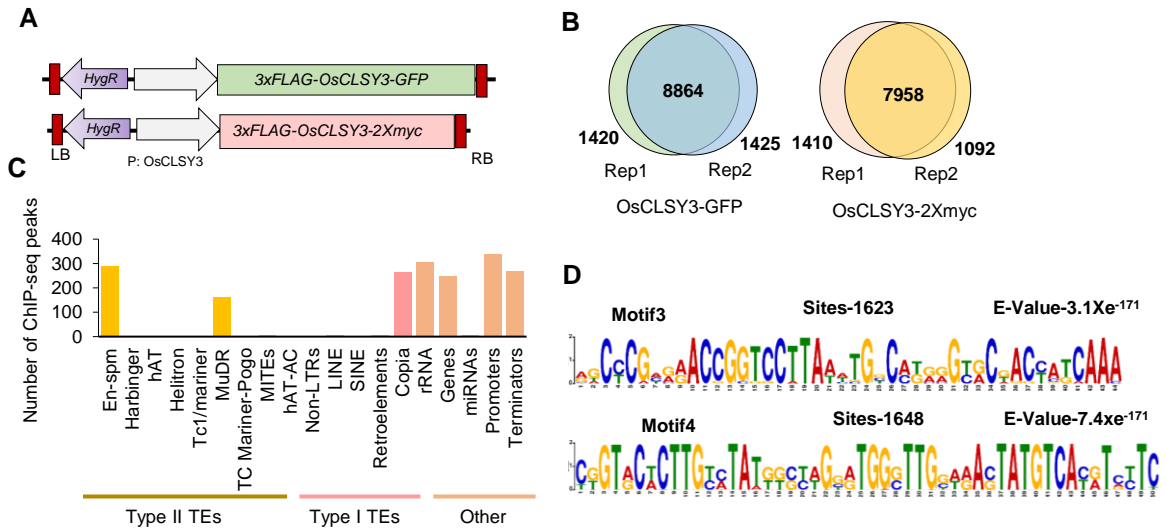 A
HygR
3xFLAG-OsCLSY3-GFP
HygR
3xFLAG-OsCLSY3-2Xmyc
LB
P: OsCLSY3
RB
B
8864
1420
1425
Rep1
Rep2
OsCLSY3-GFP
7958
1410
1092
Rep1
Rep2
OsCLSY3-2Xmyc
C
Number of ChIP-seq peaks
400
300
200
100
0
En-spm
Harbinger
hAT
Helitron
Tc1/mariner
MuDR
TC Mariner-Pogo
MITEs
hAT-AC
Non-LTRs
LINE
SINE
Retroelements
Copia
rRNA
Genes
miRNAs
Promoters
Terminators
Type II TEs
Type I TEs
Other
D
Motif3
Sites-1623
E-Value-3.1Xe-171
Motif4
Sites-1648
E-Value-7.4xe-171